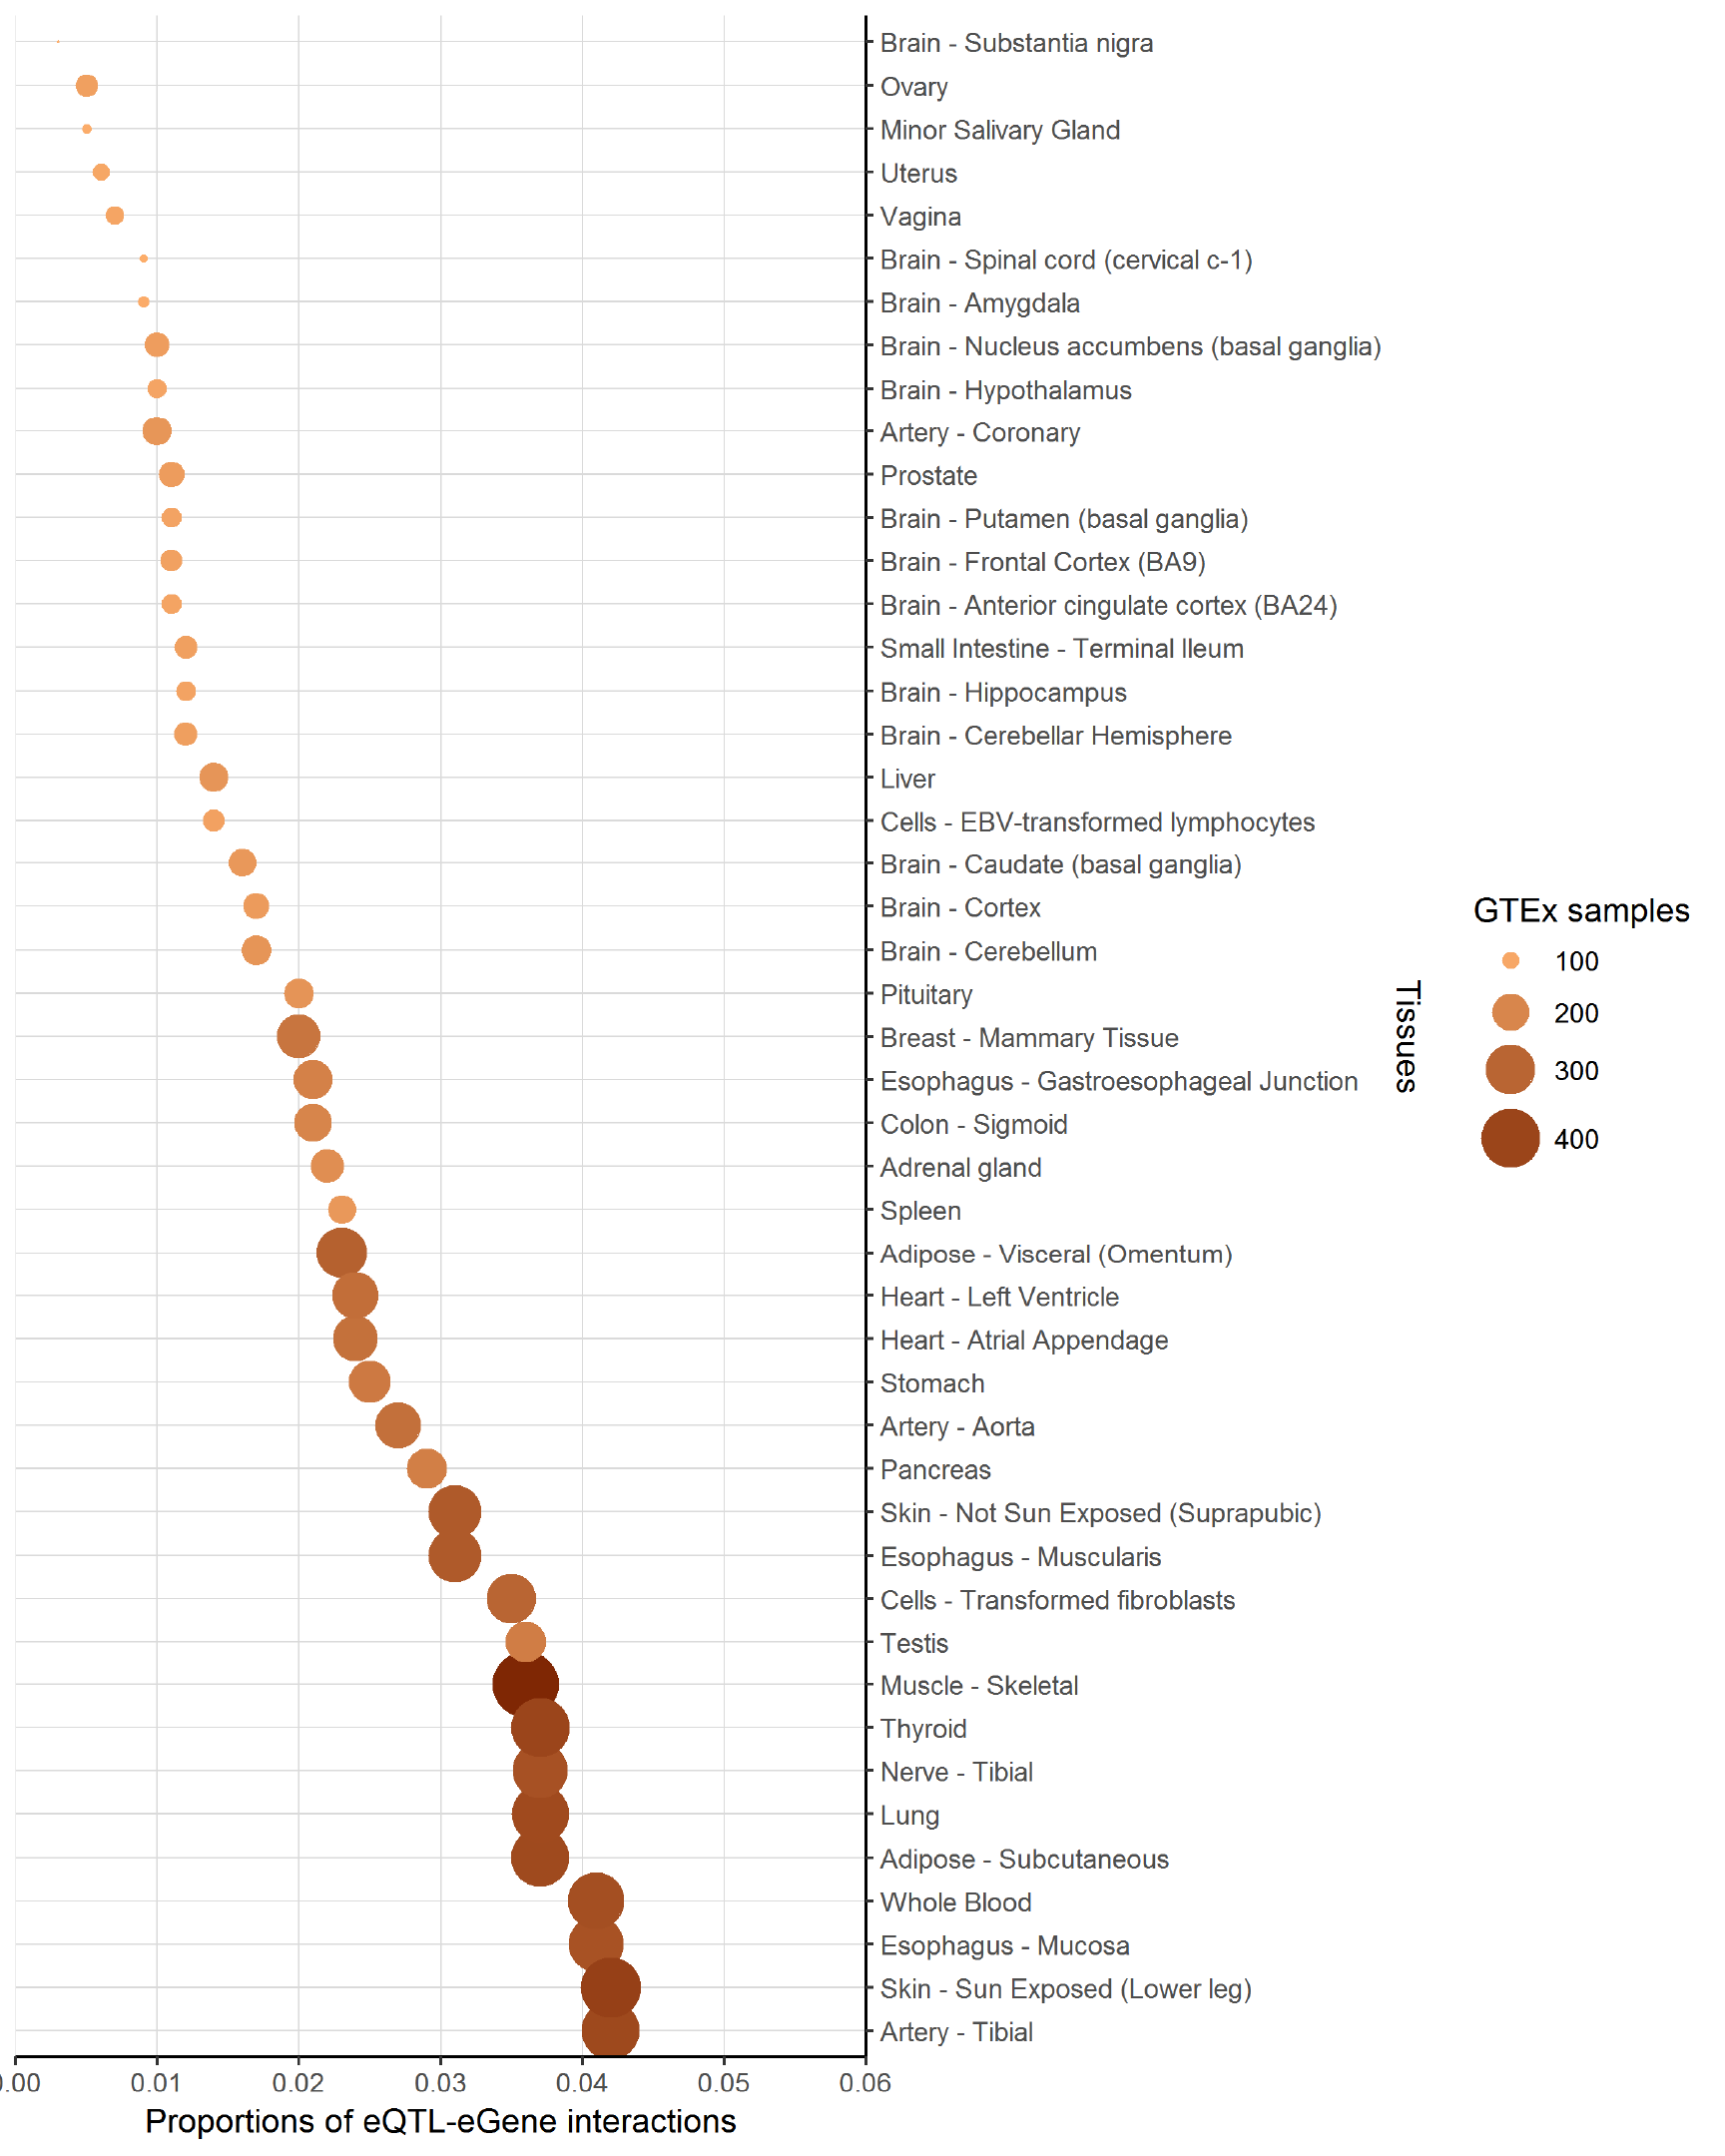 Brain - Substantia nigra
Ovary
Minor Salivary Gland
Uterus
Vagina
Brain - Spinal cord (cervical c-1)
Brain - Amygdala
Brain - Nucleus accumbens (basal ganglia)
Brain - Hypothalamus
Artery - Coronary
Prostate
Brain - Putamen (basal ganglia)
Brain - Frontal Cortex (BA9)
Brain - Anterior cingulate cortex (BA24)
Small Intestine - Terminal Ileum
Brain - Hippocampus
Brain - Cerebellar Hemisphere
Liver
Cells - EBV-transformed lymphocytes
Brain - Caudate (basal ganglia)
Brain - Cortex
Brain - Cerebellum
Pituitary
Breast - Mammary Tissue
Esophagus - Gastroesophageal Junction
Colon - Sigmoid
Adrenal gland
Spleen
Adipose - Visceral (Omentum)
Heart - Left Ventricle
Heart - Atrial Appendage
Stomach
Artery - Aorta
Pancreas
Skin - Not Sun Exposed (Suprapubic)
Esophagus - Muscularis
Cells - Transformed fibroblasts
Testis
Muscle - Skeletal
Thyroid
Nerve - Tibial
Lung
Adipose - Subcutaneous
Whole Blood
Esophagus - Mucosa
Skin - Sun Exposed (Lower leg)
Artery - Tibial
Tissues
GTEx samples
100
200
300
400
0.00 0.01 0.02 0.03 0.04 0.05 0.06
Proportions of eQTL-eGene interactions